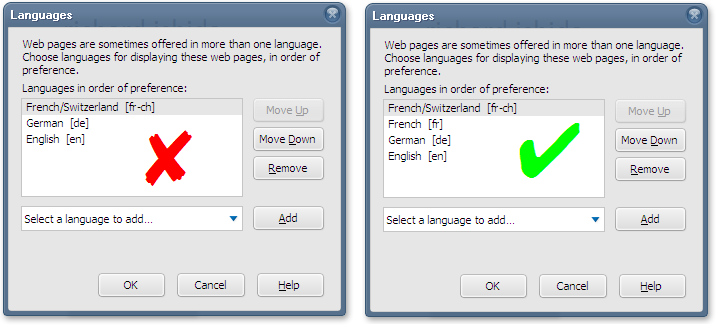 Languages
Web pages are sometimes offered in more than one language.
Choose languages for displaying these web pages, in order of
preference.
Languages in order of preference:
French/Switzerland [fr-ch]
German [de]
English [en]
Move Up
Move Down
Remove
Select a language to add...
Add
OK
Cancel
Help
Languages
Web pages are sometimes offered in more than one language.
Choose languages for displaying these web pages, in order of
preference.
Languages in order of preference:
French/Switzerland [fr-ch]
French [fr]
German [de]
English [en]
Move Up
Move Down
Remove
Select a language to add...
Add
OK
Cancel
Help